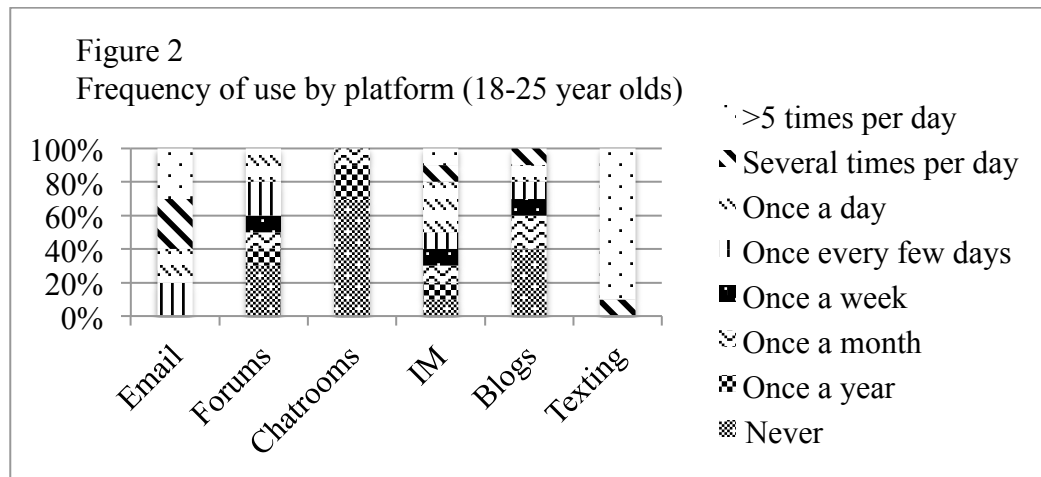 Figure 2
Frequency of use by platform (18-25 year olds)
100%
80%
60%
40%
20%
0%
Email
Forums
Chatrooms
IM
Blogs
Texting
>5 times per day
Several times per day
Once a day
Once every few days
Once a week
Once a month
Once a year
Never